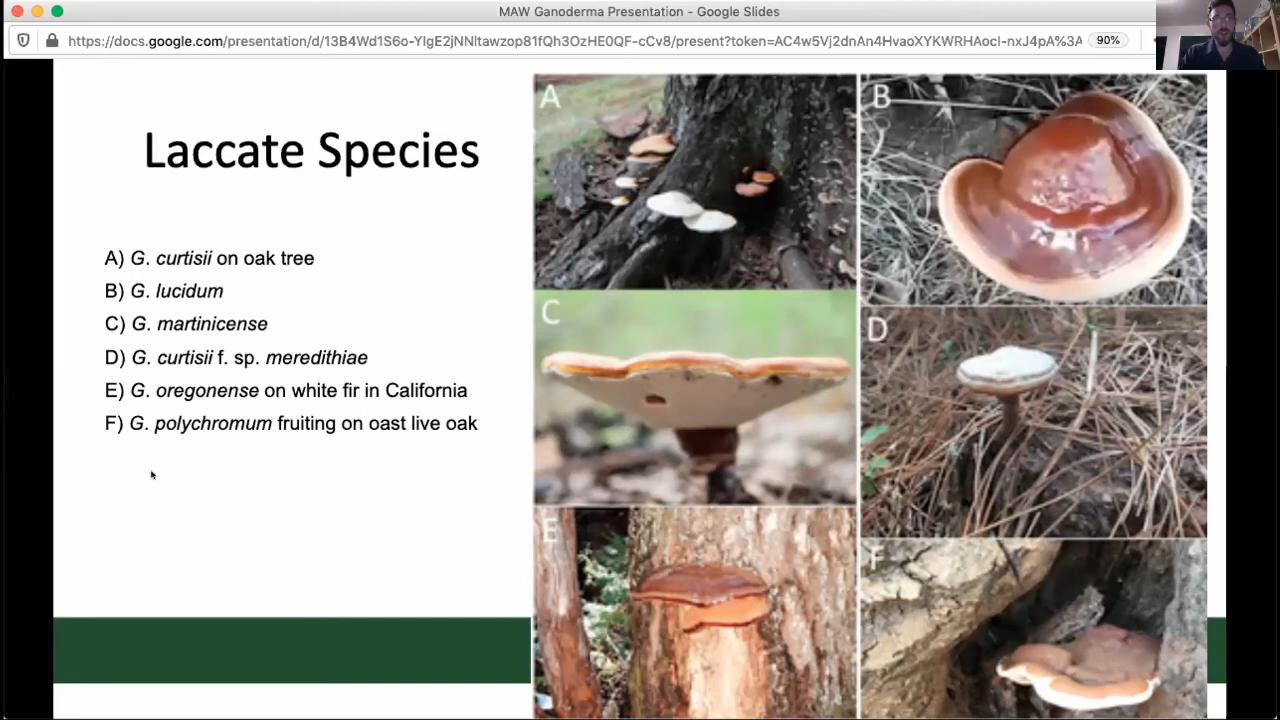 MAW Ganoderma Presentation - Google Slides
https://docs.google.com/presentation/d/13B4Wd1S6o-YIgE2jNNltawzop81fQh3OzHE0QF-cCv8/present?token=AC4w5Vj2dnAn4HvaoXYKWRHAocI-nxJ4pA%3A
90%
Laccate Species
A) G. curtisii on oak tree
B) G. lucidum
C) G. martinicense
D) G. curtisii f. sp. meredithiae
E) G. oregonense on white fir in California
F) G. polychromum fruiting on oast live oak
A
B
C
D
E
F